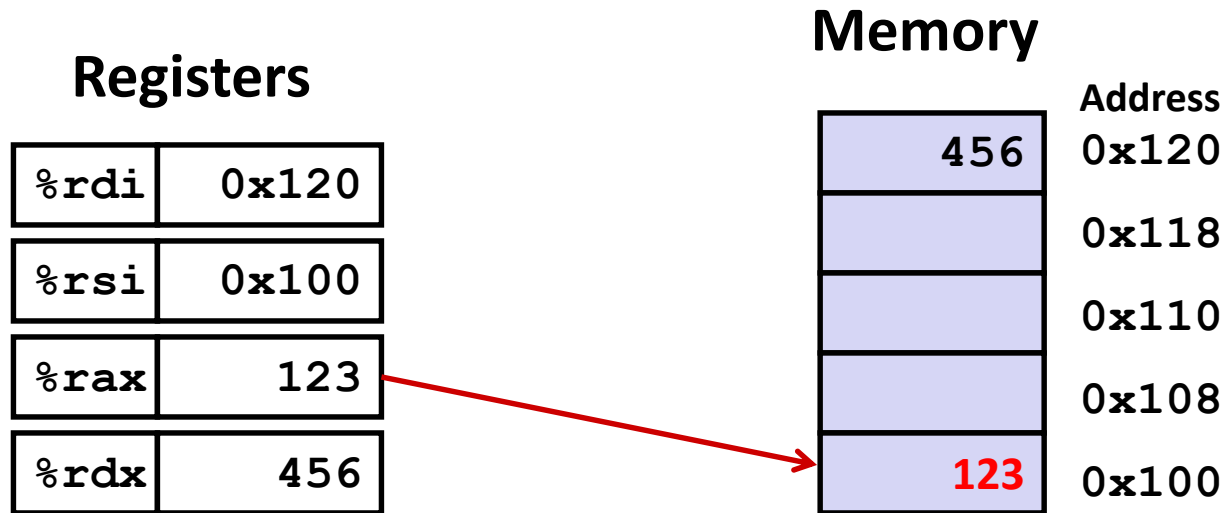 Memory
Registers
Address
%rdi 0x120
%rsi 0x100
%rax 123
%rdx 456
456 0x120
0x118
0x110
0x108
123 0x100